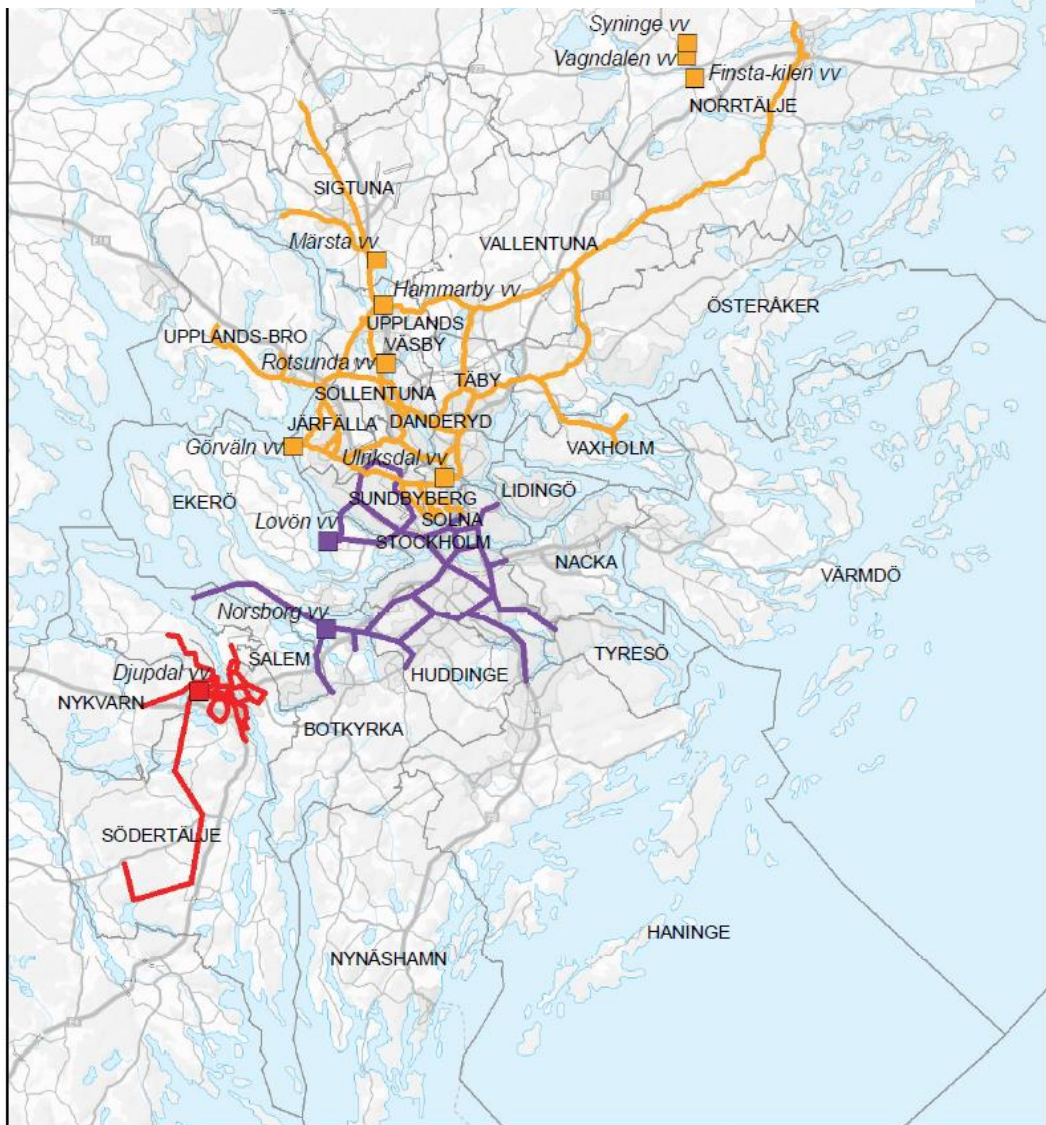 Syninge vv
Vagndalen vv
Finsta-kilen vv
NORRTÄLJE
SIGTUNA
VALLENTUNA
Märsta vv
Hammarby vv
ÖSTERÅKER
UPPLANDS
VÄSBY
UPPLANDS-BRO
Rotsunda vv
TÄBY
SOLLENTUNA
JÄRFÄLLA
DANDERYD
Görväln vv
Ulriksdal vv
VAXHOLM
EKERÖ
SUNDBYBERG
LIDINGÖ
SOLNA
Lovön vv
STOCKHOLM
NACKA
VÄRMDÖ
Norsborg vv
SALEM
TYRESÖ
Djupdal vv
HUDDINGE
NYKVARN
BOTKYRKA
SÖDERTÄLJE
HANINGE
NYNÄSHAMN